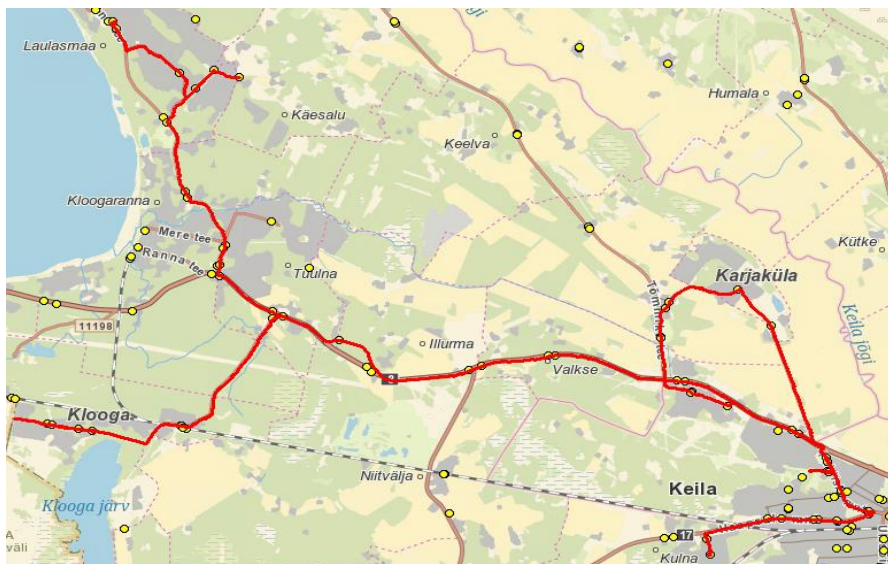 Laulasmaa
Käesalu
Keelva
Humala
Kloogaranna
Mere tee
Ranna tee
Tuulna
Kütke
Karjaküla
Keila jõgi
11198
Illurma
Valkse
8
Klooga
Niitvälja
Keila
Klooga järv
17
Kulna